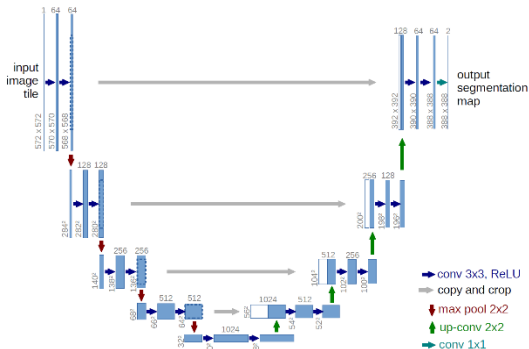 1 64 64
128 64 64 2
input
image
tile
output
segmentation
map
572 x 572
570 x 570
568 x 568
392 x 392
390 x 390
388 x 388
388 x 388
128 128
256 128
284²
282²
280²
200²
198²
196²
256 256
512 256
140²
138²
136²
104²
102²
100²
512 512
1024 512
68²
66²
64²
56²
54²
52²
1024
32²
conv 3x3, ReLU
copy and crop
max pool 2x2
up-conv 2x2
conv 1x1